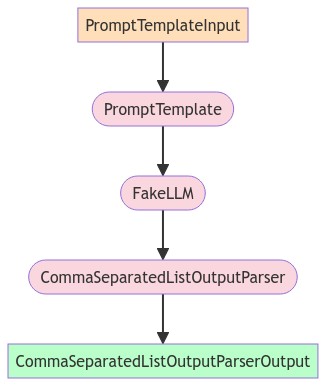 PromptTemplateInput
PromptTemplate
FakeLLM
CommaSeparatedListOutputParser
CommaSeparatedListOutputParserOutput